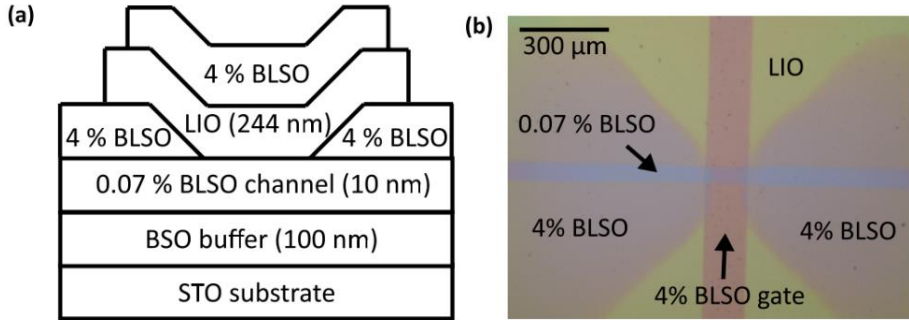 (a)
4 % BLSO
LIO (244 nm)
4 % BLSO
4 % BLSO
0.07 % BLSO channel (10 nm)
BSO buffer (100 nm)
STO substrate
(b)
300 µm
LIO
0.07 % BLSO
4% BLSO
4% BLSO
4% BLSO gate